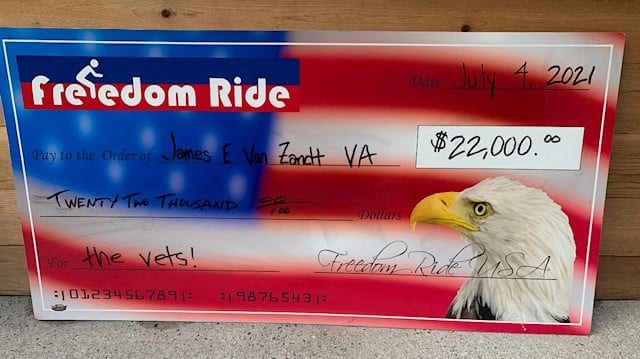 Freedom Ride
Date July 4, 2021
Pay to the Order of James E Van Zandt VA $22,000.00
Twenty Two Thousand 00/100 Dollars
For the vets! Freedom Ride USA
:|0123456789|: :|98765431|: